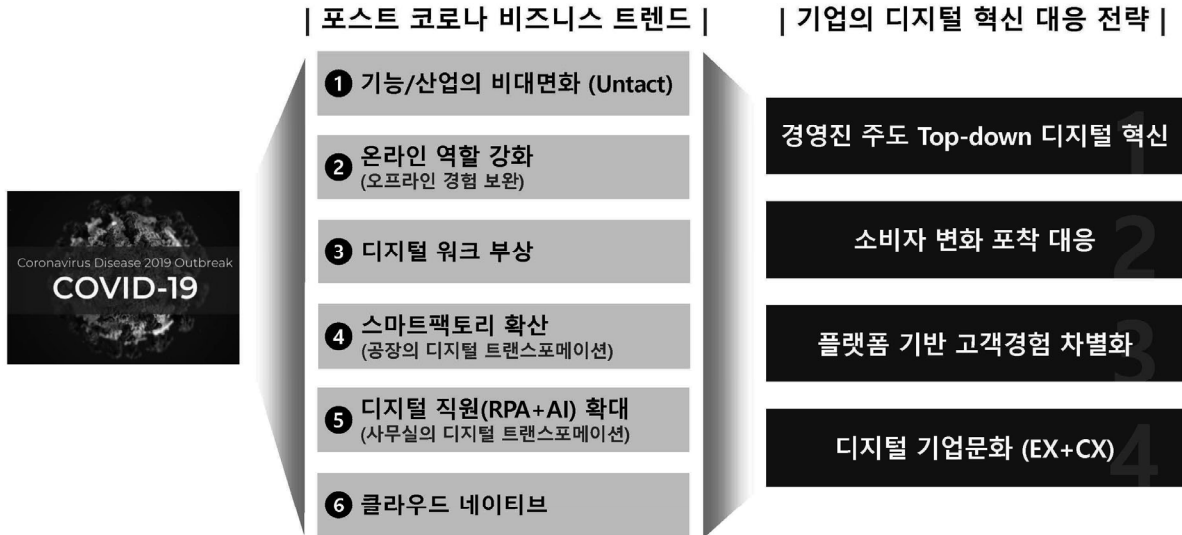 | 포스트 코로나 비즈니스 트렌드 |
| 기업의 디지털 혁신 대응 전략 |
Coronavirus Disease 2019 Outbreak
COVID-19
1 기능/산업의 비대면화 (Untact)
2 온라인 역할 강화
(오프라인 경험 보완)
3 디지털 워크 부상
4 스마트팩토리 확산
(공장의 디지털 트랜스포메이션)
5 디지털 직원(RPA+AI) 확대
(사무실의 디지털 트랜스포메이션)
6 클라우드 네이티브
경영진 주도 Top-down 디지털 혁신 1
소비자 변화 포착 대응 2
플랫폼 기반 고객경험 차별화 3
디지털 기업문화 (EX+CX) 4